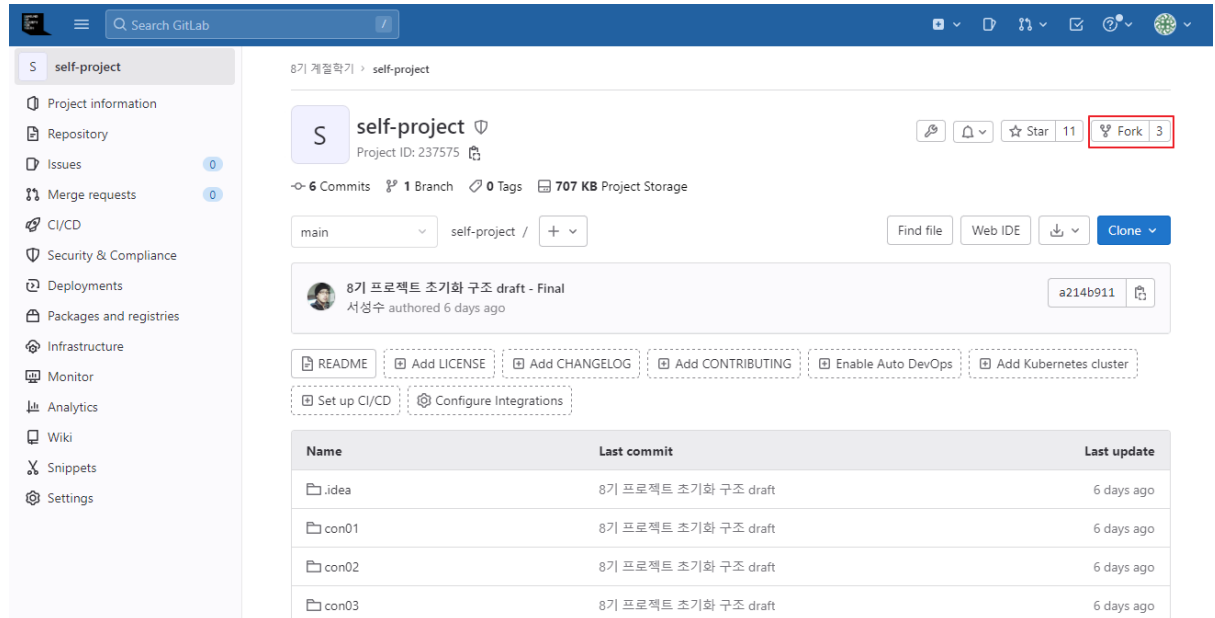 Search GitLab /
S self-project
Project information
Repository
Issues 0
Merge requests 0
CI/CD
Security & Compliance
Deployments
Packages and registries
Infrastructure
Monitor
Analytics
Wiki
Snippets
Settings
8기 계절학기 > self-project
S
self-project
Project ID: 237575
Star 11 Fork 3
6 Commits 1 Branch 0 Tags 707 KB Project Storage
main self-project / + Find file Web IDE Clone
8기 프로젝트 초기화 구조 draft - Final
서성수 authored 6 days ago
a214b911
README Add LICENSE Add CHANGELOG Add CONTRIBUTING Enable Auto DevOps Add Kubernetes cluster
Set up CI/CD Configure Integrations
Name Last commit Last update
.idea 8기 프로젝트 초기화 구조 draft 6 days ago
con01 8기 프로젝트 초기화 구조 draft 6 days ago
con02 8기 프로젝트 초기화 구조 draft 6 days ago
con03 8기 프로젝트 초기화 구조 draft 6 days ago